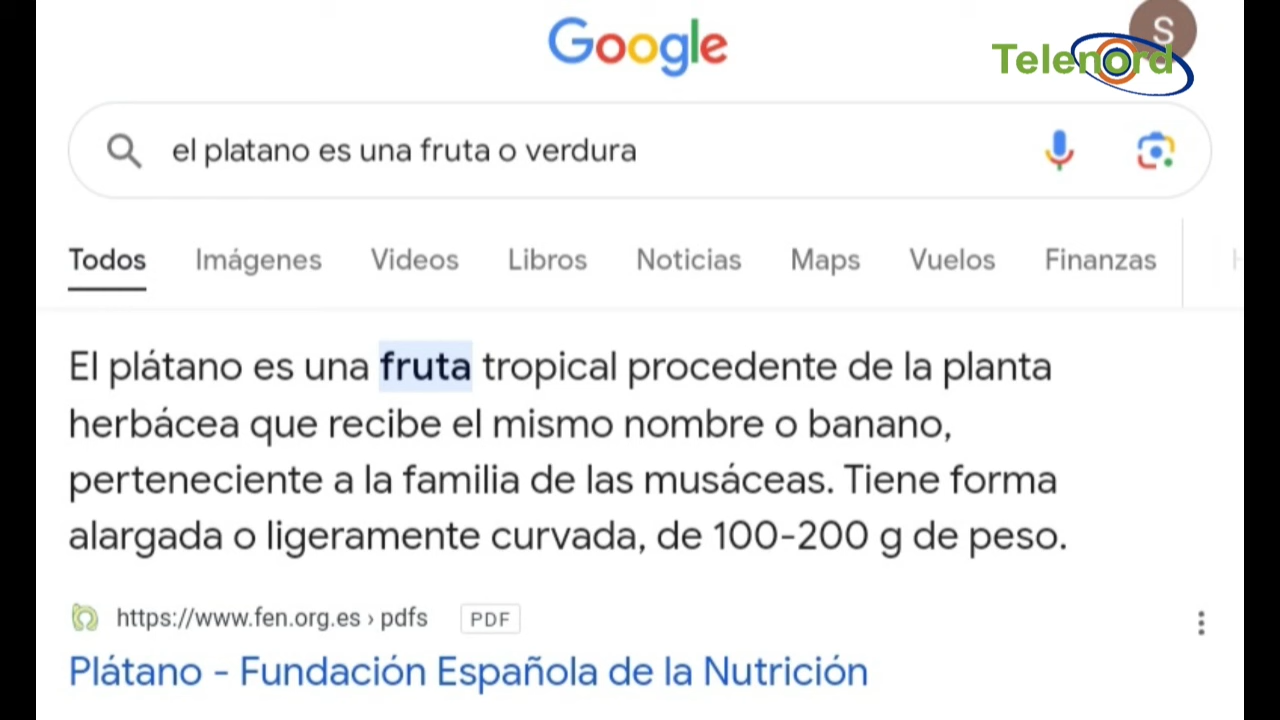 Google
S
Telenord
el platano es una fruta o verdura
Todos Imágenes Videos Libros Noticias Maps Vuelos Finanzas
El plátano es una fruta tropical procedente de la planta
herbácea que recibe el mismo nombre o banano,
perteneciente a la familia de las musáceas. Tiene forma
alargada o ligeramente curvada, de 100-200 g de peso.
https://www.fen.org.es › pdfs PDF
Plátano - Fundación Española de la Nutrición